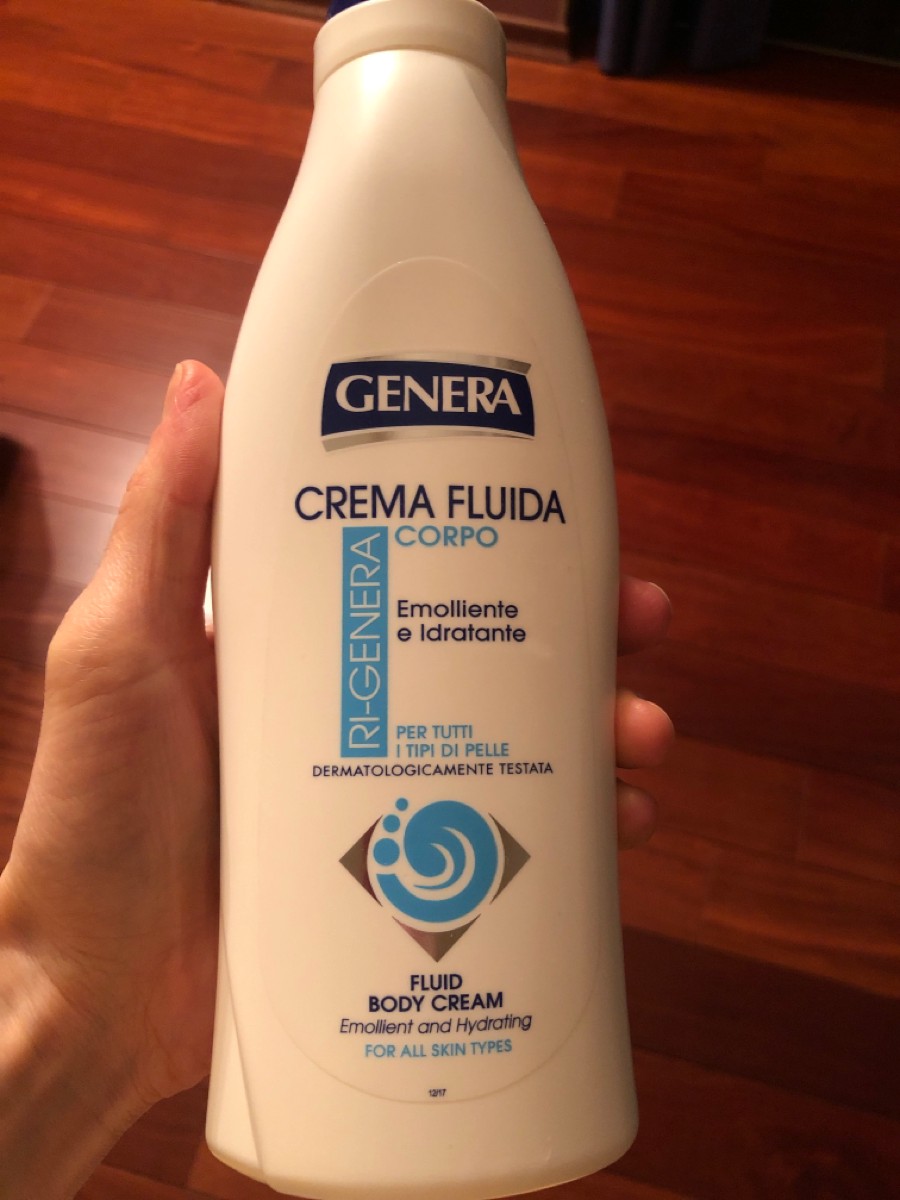 GENERA
CREMA FLUIDA
CORPO
RI-GENERA
Emolliente
e Idratante
PER TUTTI
I TIPI DI PELLE
DERMATOLOGICAMENTE TESTATA
FLUID
BODY CREAM
Emollient and Hydrating
FOR ALL SKIN TYPES
12/17